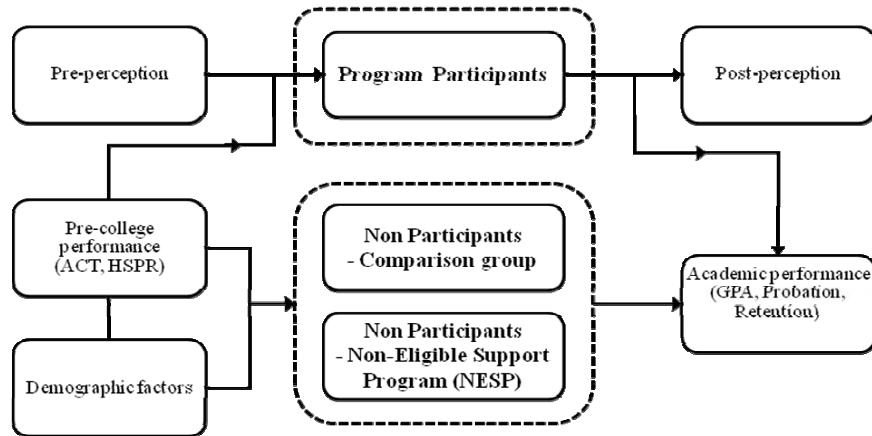 Pre-perception
Program Participants
Post-perception
Pre-college
performance
(ACT, HSPR)
Non Participants
- Comparison group
Academic performance
(GPA, Probation,
Retention)
Demographic factors
Non Participants
- Non-Eligible Support
Program (NESP)